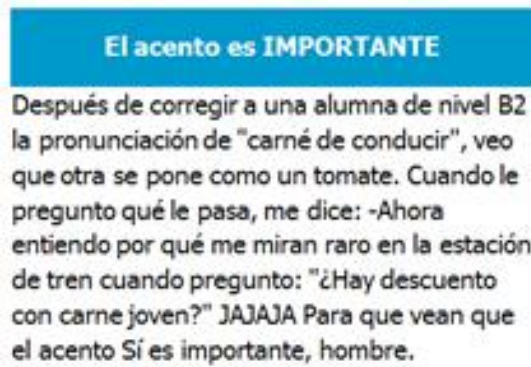 El acento es IMPORTANTE
Después de corregir a una alumna de nivel B2
la pronunciación de "carné de conducir", veo
que otra se pone como un tomate. Cuando le
pregunto qué le pasa, me dice: -Ahora
entiendo por qué me miran raro en la estación
de tren cuando pregunto: "¿Hay descuento
con carne joven?" JAJAJA Para que vean que
el acento Sí es importante, hombre.